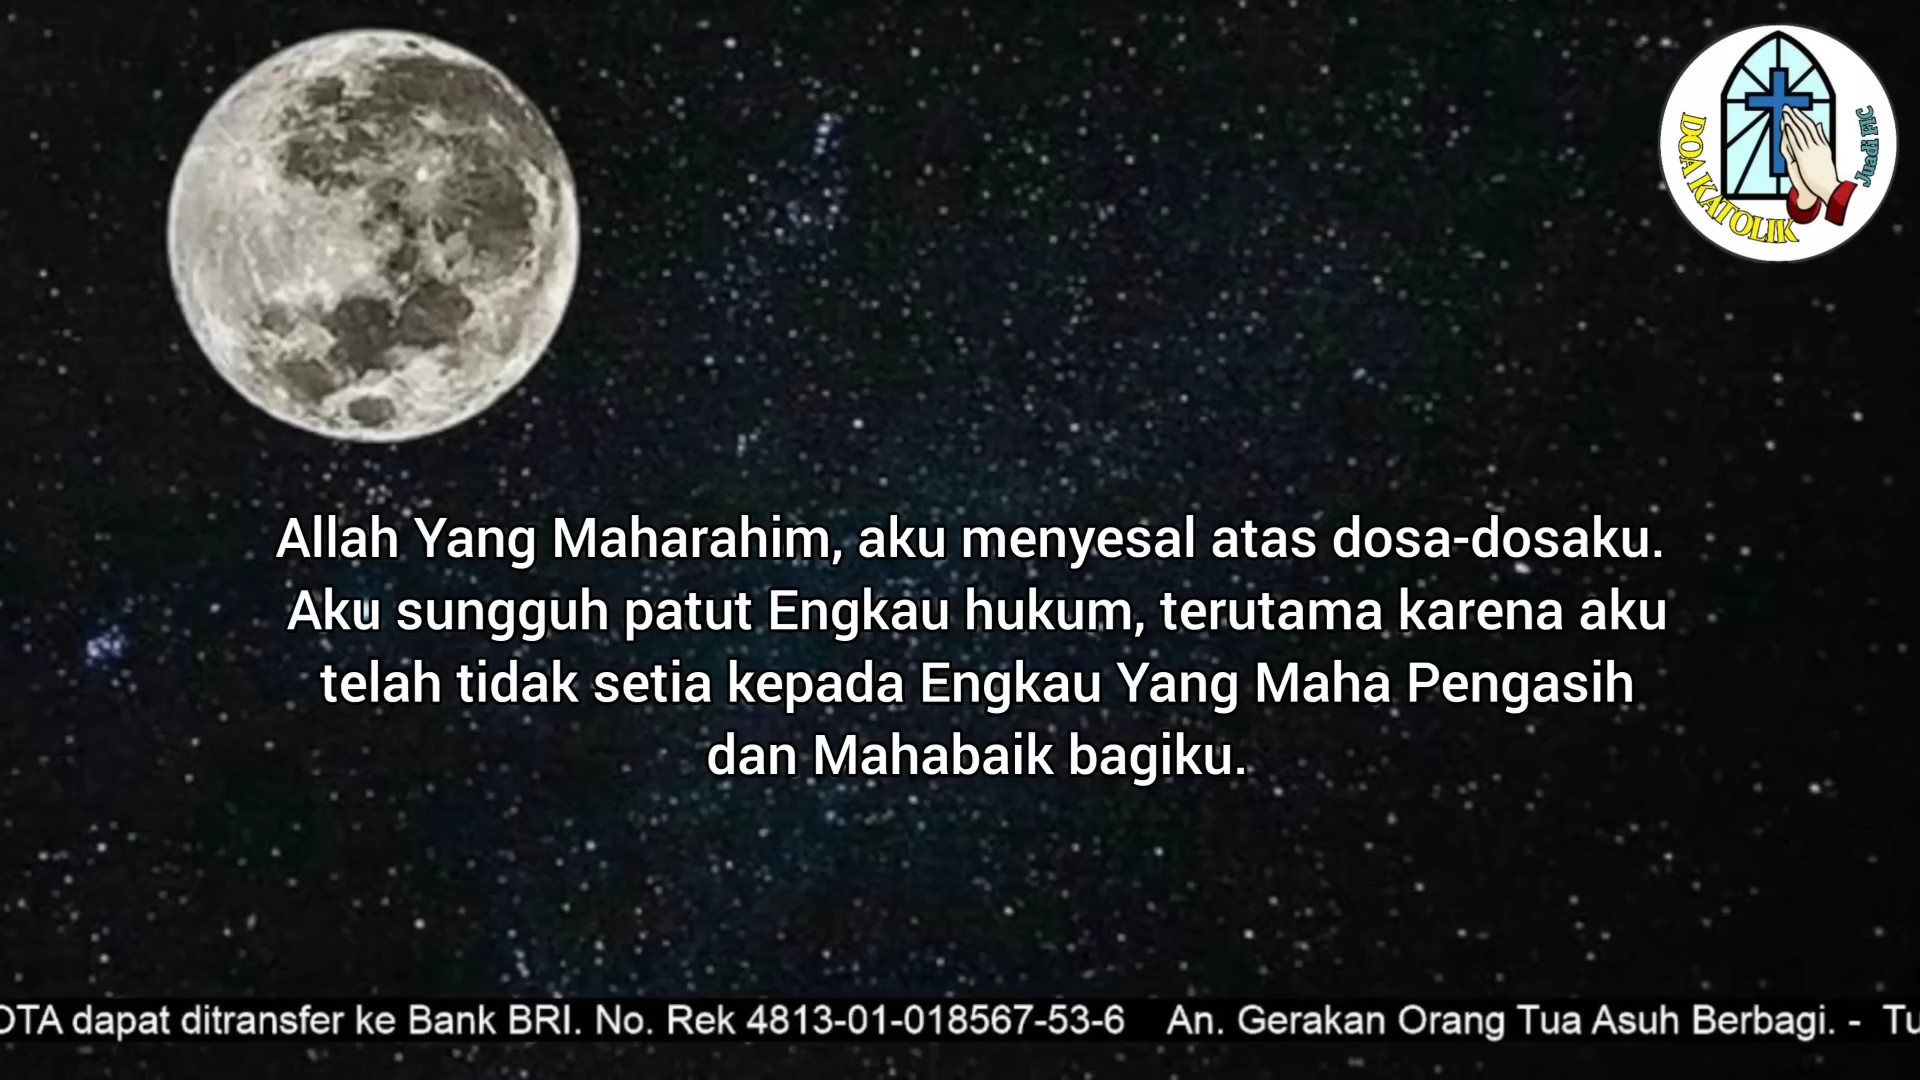 DOA KATOLIK
Juadi FIC
Allah Yang Maharahim, aku menyesal atas dosa-dosaku.
Aku sungguh patut Engkau hukum, terutama karena aku
telah tidak setia kepada Engkau Yang Maha Pengasih
dan Mahabaik bagiku.
OTA dapat ditransfer ke Bank BRI. No. Rek 4813-01-018567-53-6 An. Gerakan Orang Tua Asuh Berbagi. - Tu